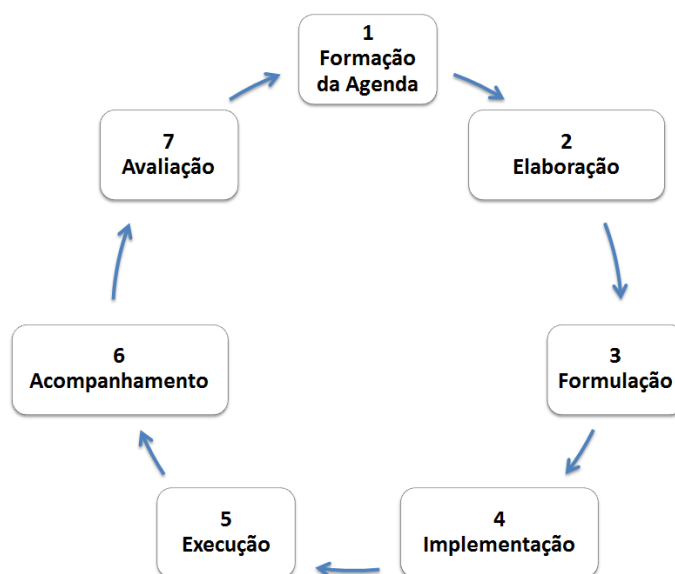 1
Formação
da Agenda
2
Elaboração
3
Formulação
4
Implementação
5
Execução
6
Acompanhamento
7
Avaliação